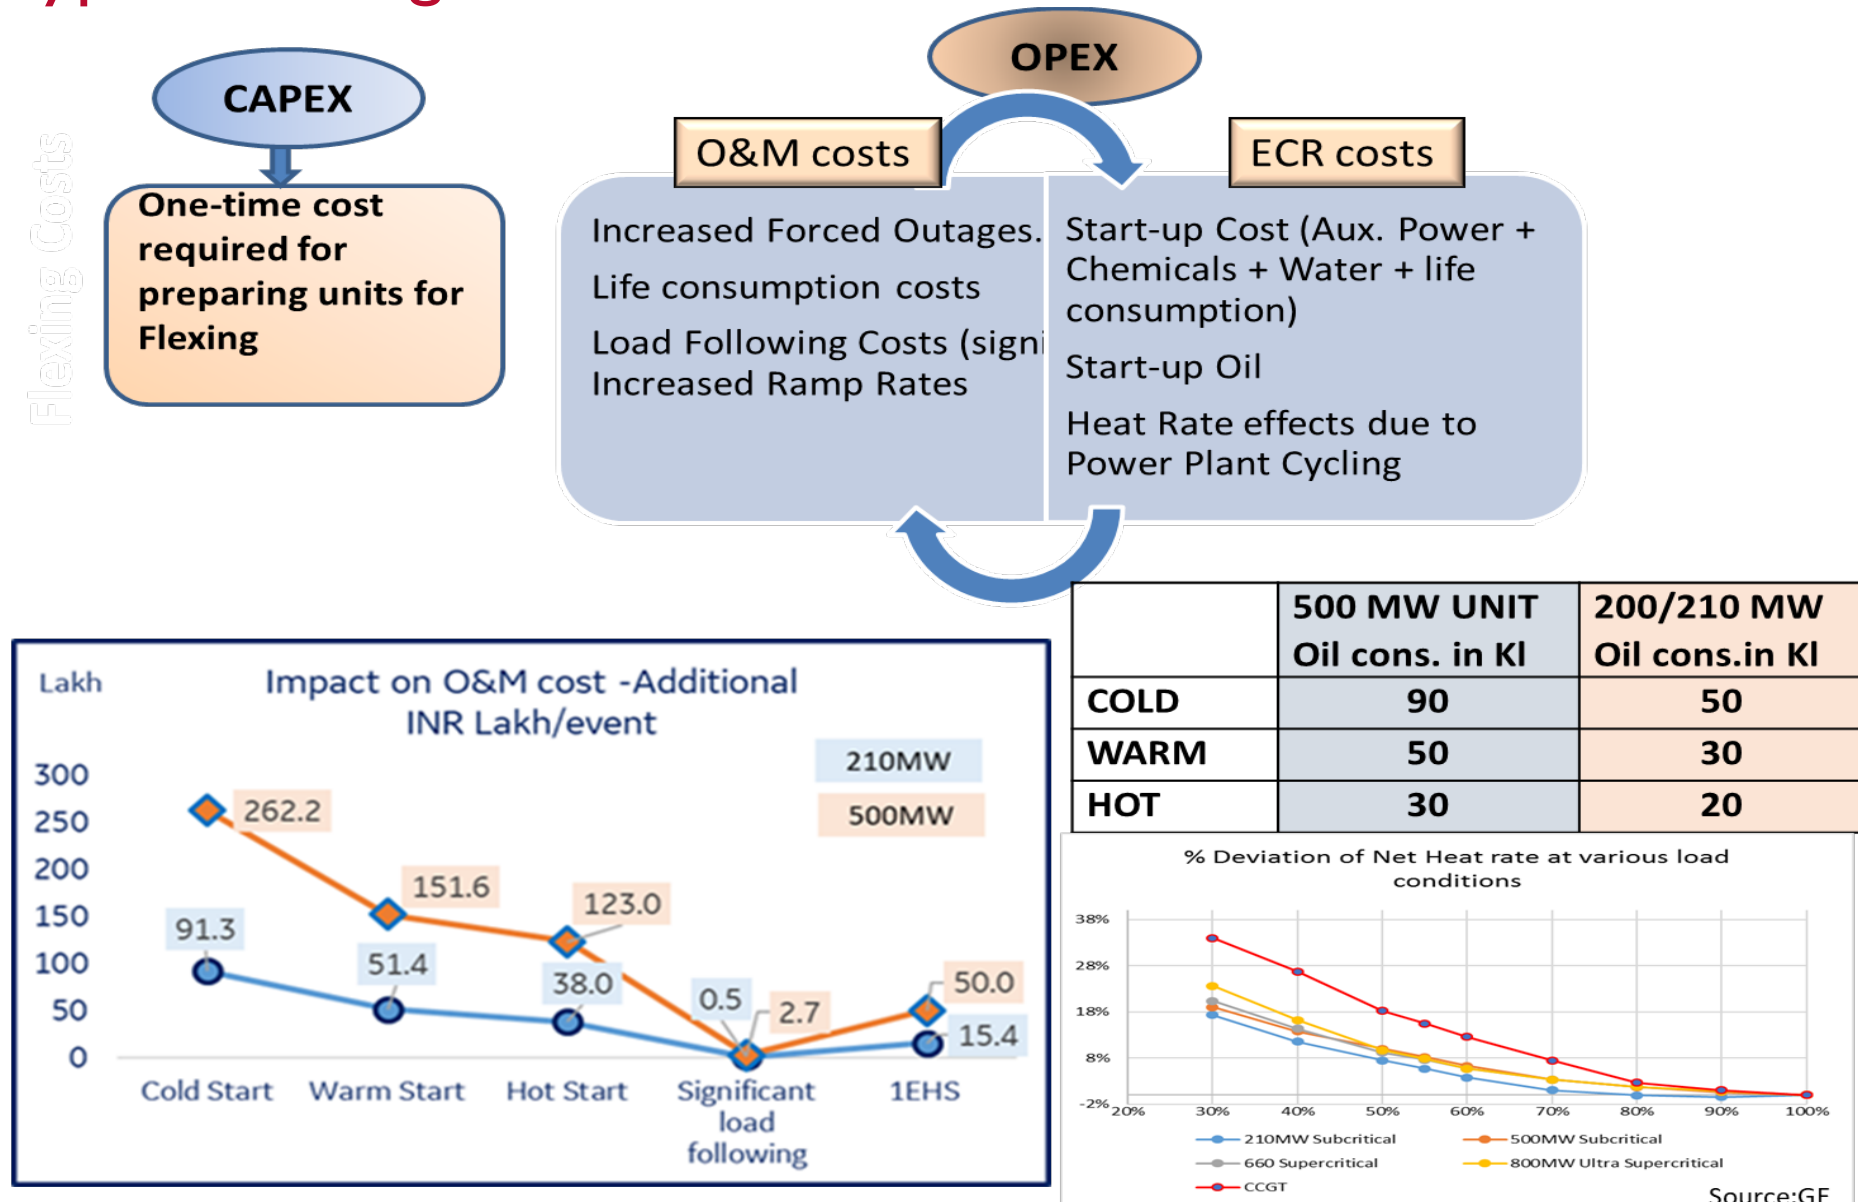 Flexing Costs
CAPEX
One-time cost
required for
preparing units for
Flexing
OPEX
O&M costs
ECR costs
Increased Forced Outages.
Life consumption costs
Load Following Costs (signi
Increased Ramp Rates
Start-up Cost (Aux. Power +
Chemicals + Water + life
consumption)
Start-up Oil
Heat Rate effects due to
Power Plant Cycling
500 MW UNIT 200/210 MW
Oil cons. in Kl Oil cons.in Kl
COLD 90 50
WARM 50 30
HOT 30 20
Lakh
Impact on O&M cost -Additional
INR Lakh/event
210MW
500MW
300
250
200
150
100
50
0
262.2
151.6
123.0
2.7
50.0
91.3
51.4
38.0
0.5
15.4
Cold Start Warm Start Hot Start Significant 1EHS
load
following
% Deviation of Net Heat rate at various load
conditions
38%
28%
18%
8%
-2%
20% 30% 40% 50% 60% 70% 80% 90% 100%
210MW Subcritical 500MW Subcritical
660 Supercritical 800MW Ultra Supercritical
CCGT
Source:GE